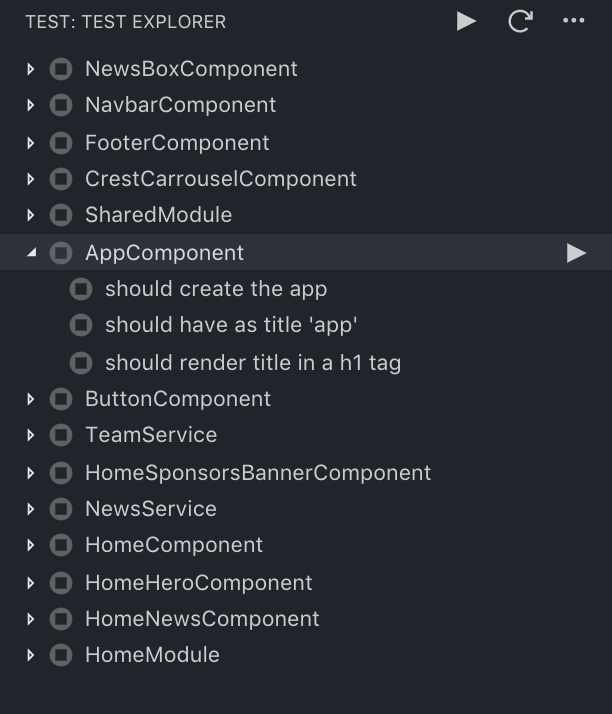 TEST: TEST EXPLORER
NewsBoxComponent
NavbarComponent
FooterComponent
CrestCarrouselComponent
SharedModule
AppComponent
should create the app
should have as title 'app'
should render title in a h1 tag
ButtonComponent
TeamService
HomeSponsorsBannerComponent
NewsService
HomeComponent
HomeHeroComponent
HomeNewsComponent
HomeModule